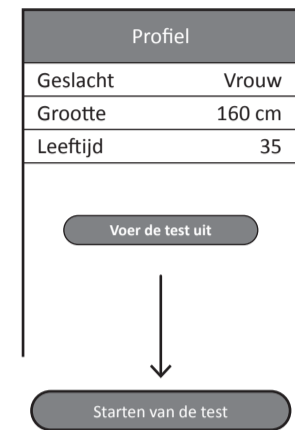 Profiel
Geslacht Vrouw
Grootte 160 cm
Leeftijd 35
Voer de test uit
Starten van de test